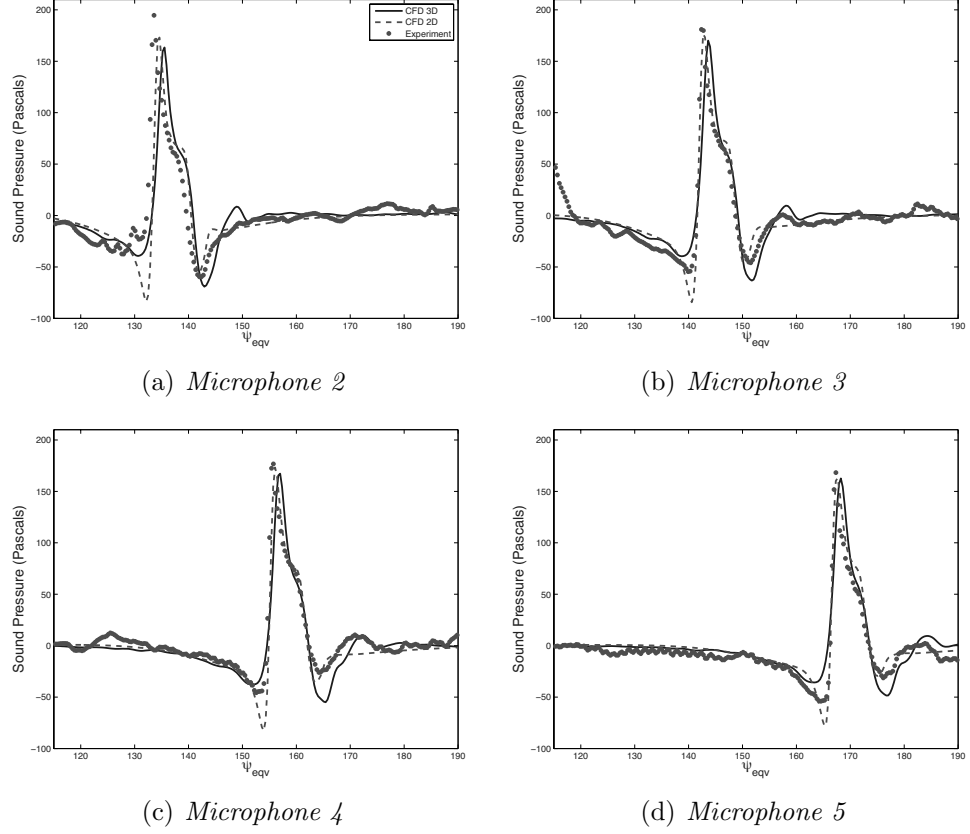 CFD 3D
CFD 2D
Experiment
Sound Pressure (Pascals)
200
150
100
50
0
−50
−100
120 130 140 150 160 170 180 190
Ψeqv
(a) Microphone 2
Sound Pressure (Pascals)
200
150
100
50
0
−50
−100
120 130 140 150 160 170 180 190
Ψeqv
(b) Microphone 3
Sound Pressure (Pascals)
200
150
100
50
0
−50
−100
120 130 140 150 160 170 180 190
Ψeqv
(c) Microphone 4
Sound Pressure (Pascals)
200
150
100
50
0
−50
−100
120 130 140 150 160 170 180 190
Ψeqv
(d) Microphone 5